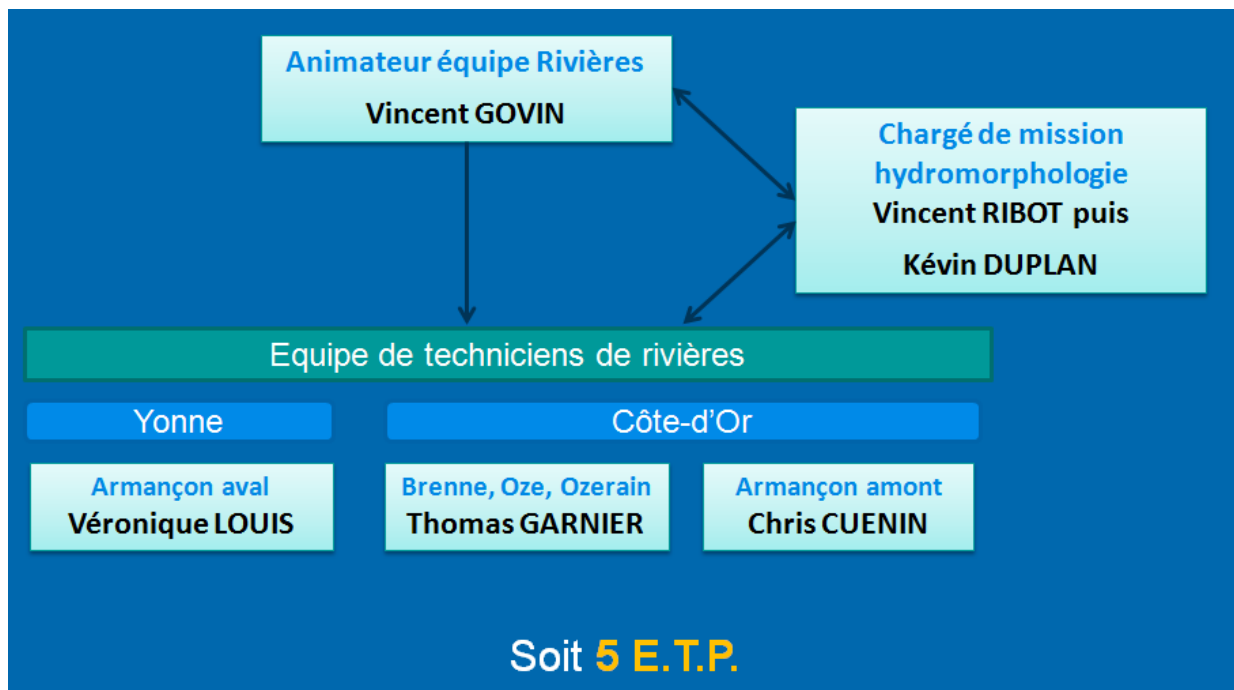 Animateur équipe Rivières
Vincent GOVIN
Chargé de mission
hydromorphologie
Vincent RIBOT puis
Kévin DUPLAN
Equipe de techniciens de rivières
Yonne
Côte-d’Or
Armançon aval
Véronique LOUIS
Brenne, Oze, Ozerain
Thomas GARNIER
Armançon amont
Chris CUENIN
Soit 5 E.T.P.